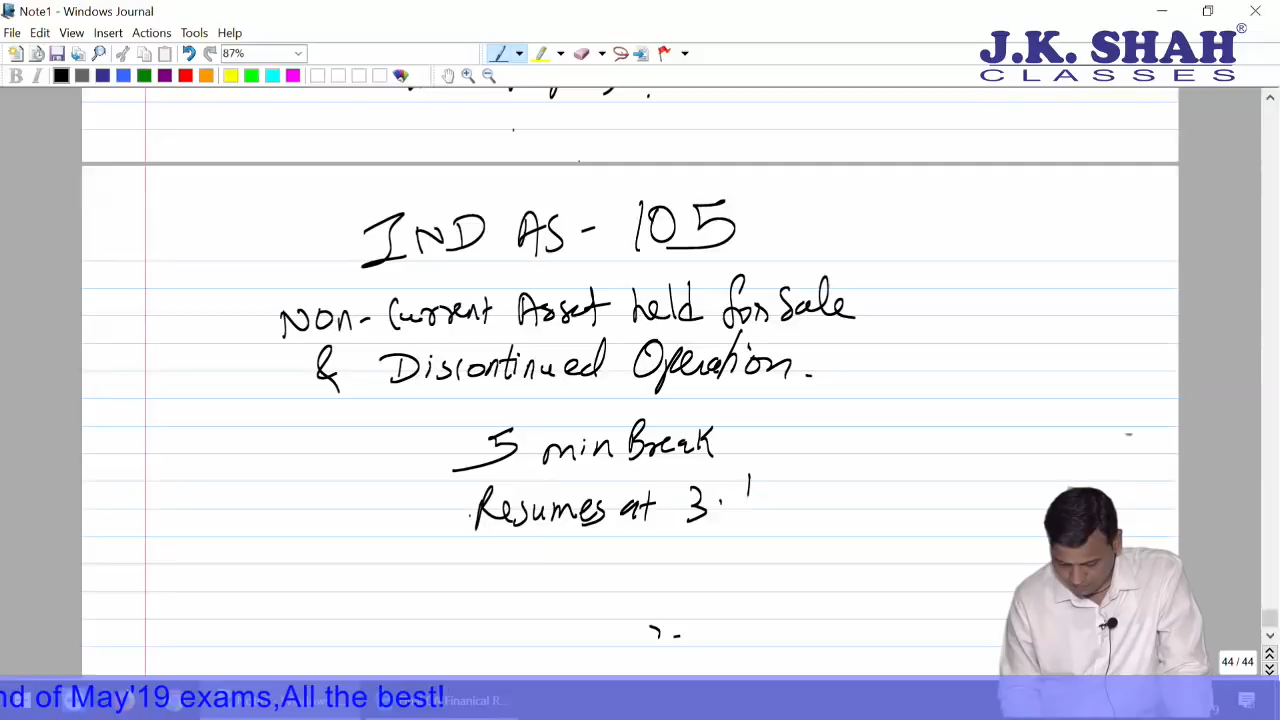 Note1 - Windows Journal
File Edit View Insert Actions Tools Help
87%
J.K. SHAH®
CLASSES
IND AS - 105
Non-Current Asset held for Sale
& Discontinued Operation.
5 min Break
Resumes at 3.1
44 / 44
nd of May'19 exams,All the best!
Finanical R...